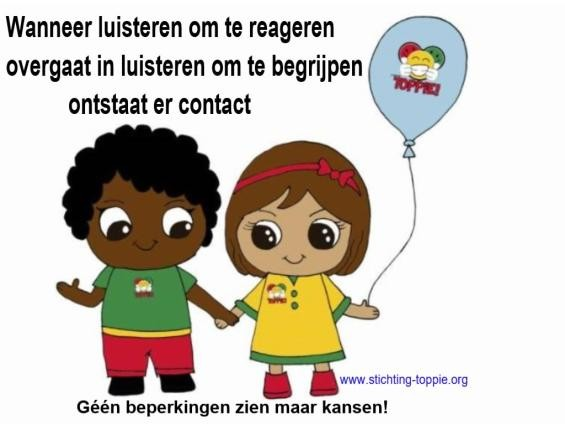 Wanneer luisteren om te reageren
overgaat in luisteren om te begrijpen
ontstaat er contact
TOPPIE!
TOPPIE!
TOPPIE!
www.stichting-toppie.org
Géén beperkingen zien maar kansen!